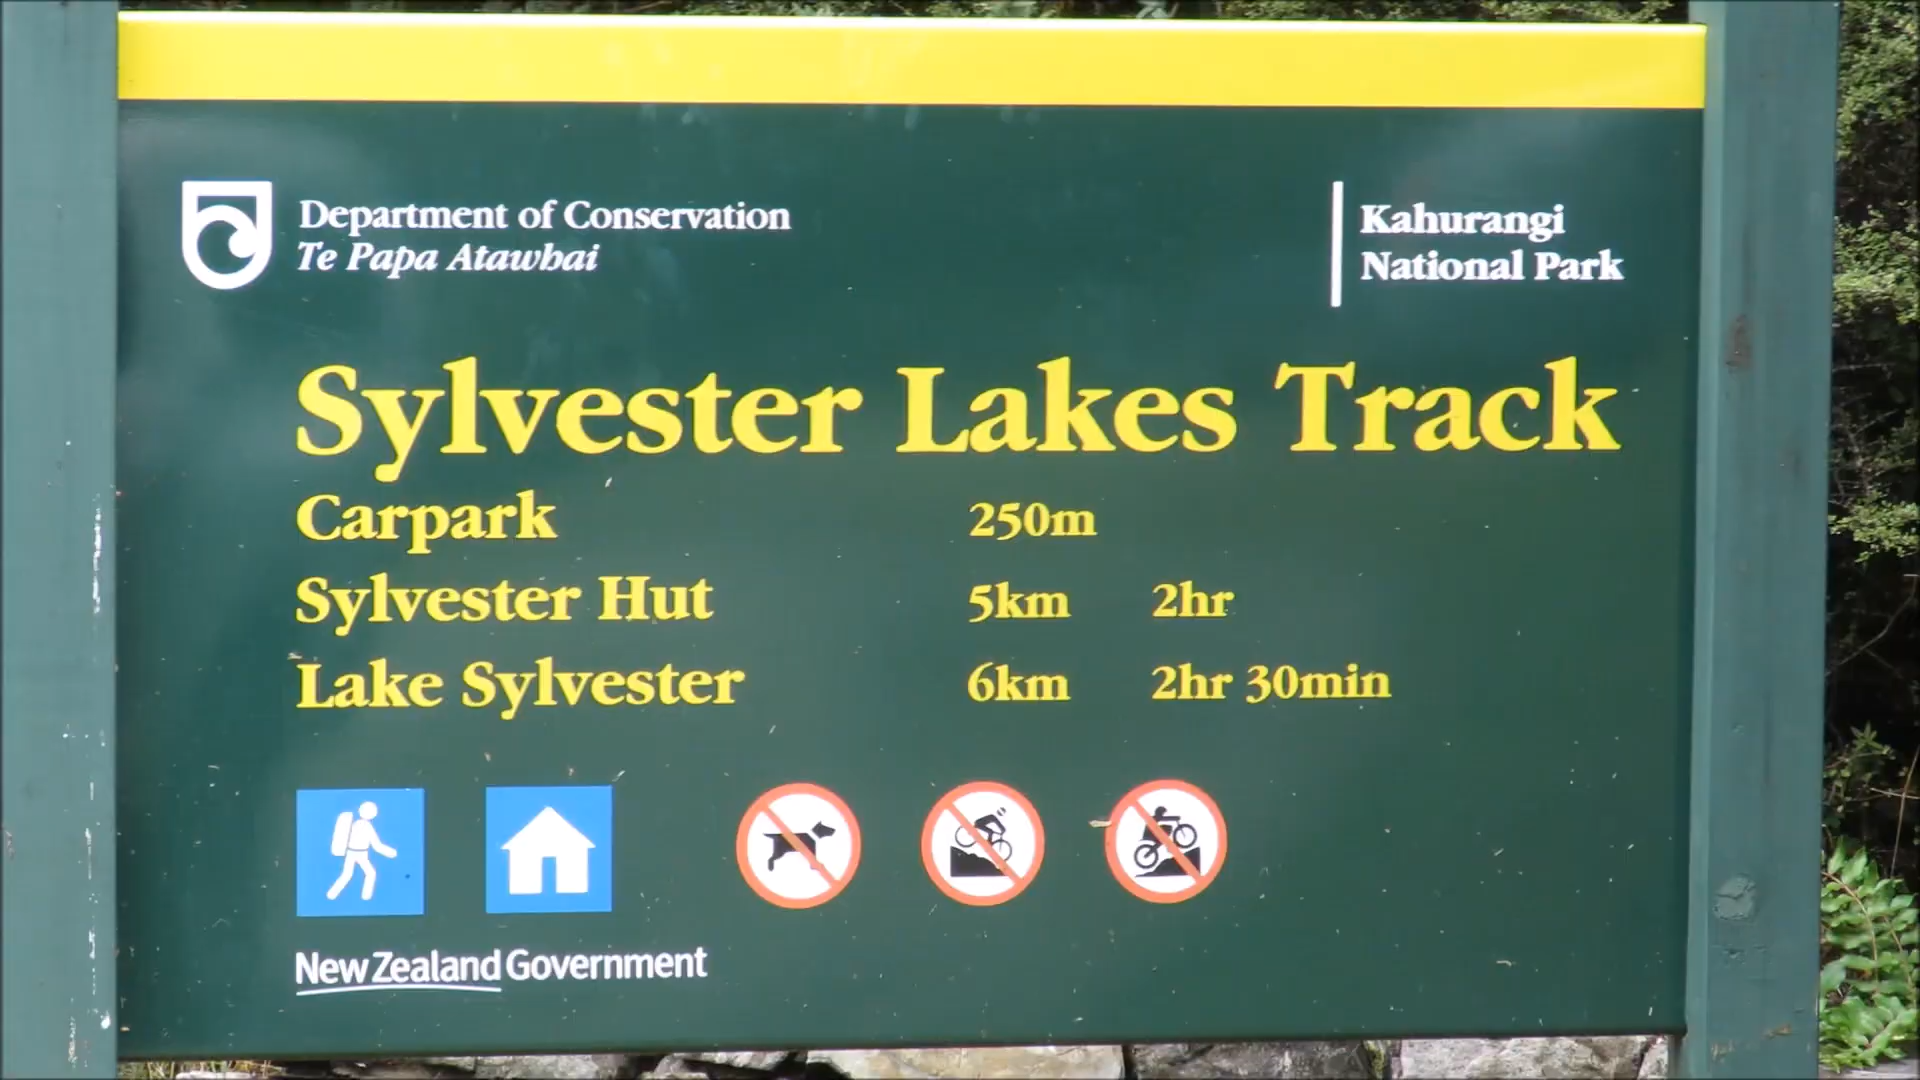 Department of Conservation
Te Papa Atawhai
Kahurangi
National Park
Sylvester Lakes Track
Carpark 250m
Sylvester Hut 5km 2hr
Lake Sylvester 6km 2hr 30min
New Zealand Government